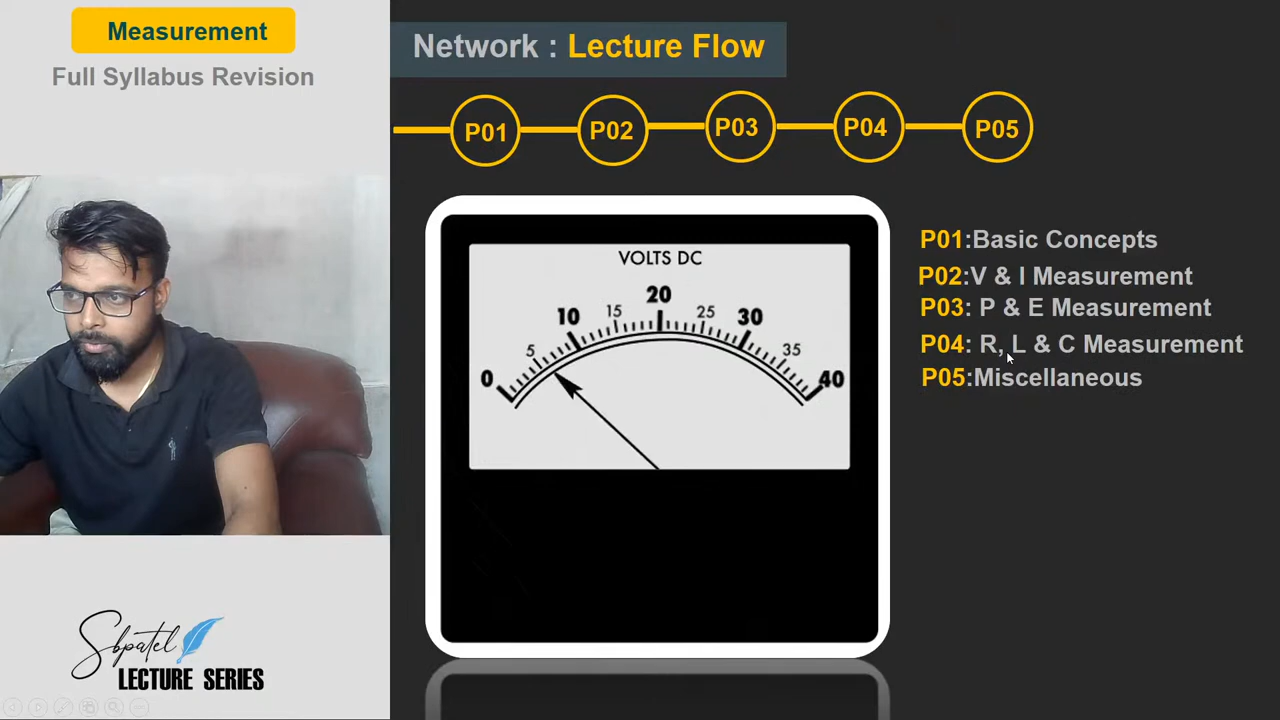 Measurement
Full Syllabus Revision
Network : Lecture Flow
P01 P02 P03 P04 P05
VOLTS DC
0 5 10 15 20 25 30 35 40
P01:Basic Concepts
P02:V & I Measurement
P03: P & E Measurement
P04: R, L & C Measurement
P05:Miscellaneous
Sbpatel
LECTURE SERIES